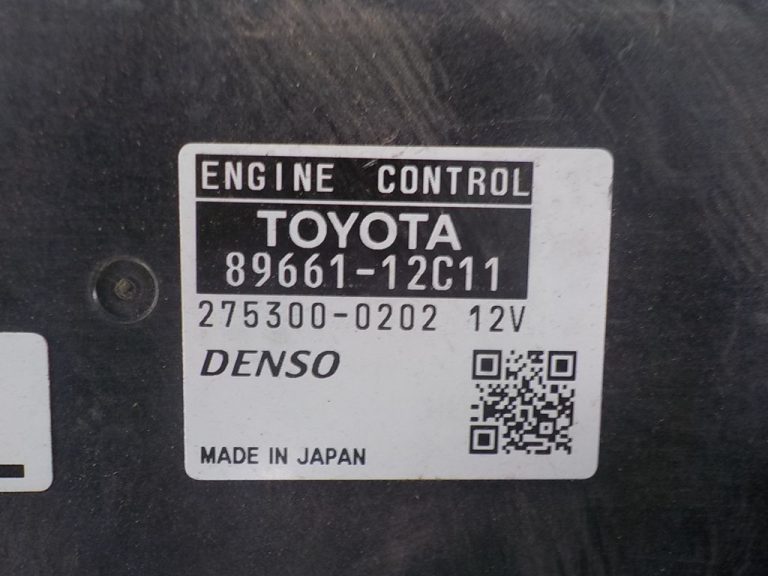 ENGINE CONTROL
TOYOTA
89661-12C11
275300-0202 12V
DENSO
MADE IN JAPAN